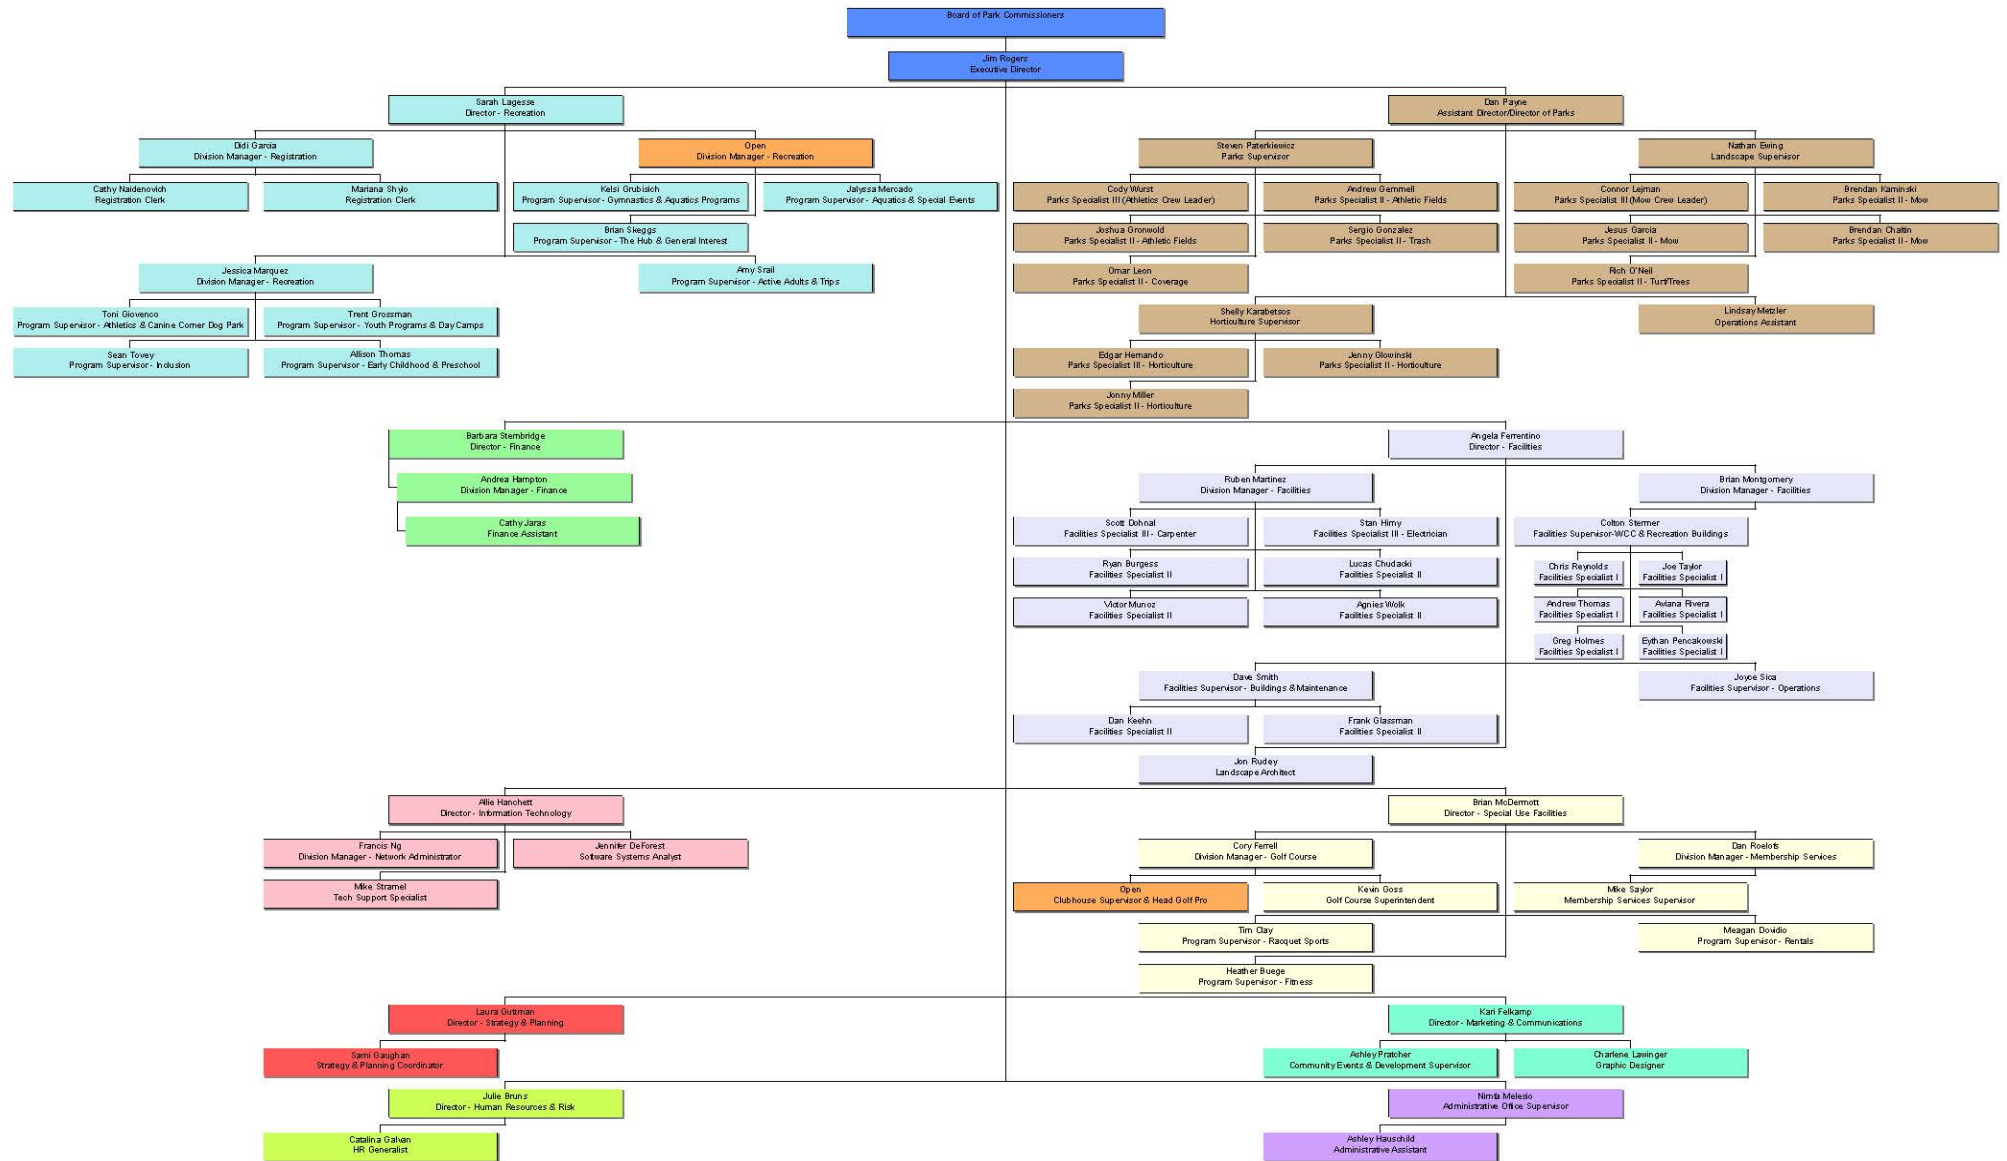 Board of Park Commissioners
Jim Rogers
Executive Director
Sarah Lagesse
Director - Recreation
Dan Payne
Assistant Director/Director of Parks
Didi Garcia
Division Manager - Registration
Open
Division Manager - Recreation
Steven Paterkiewicz
Parks Supervisor
Nathan Ewing
Landscape Supervisor
Cathy Naidenovich
Registration Clerk
Mariana Shylo
Registration Clerk
Kelsi Grubisich
Program Supervisor - Gymnastics & Aquatics Programs
Jalyssa Mercado
Program Supervisor - Aquatics & Special Events
Cody Wurst
Parks Specialist III (Athletics Crew Leader)
Andrew Gemmell
Parks Specialist II - Athletic Fields
Connor Lejman
Parks Specialist III (Mow Crew Leader)
Brendan Kaminski
Parks Specialist II - Mow
Brian Skeggs
Program Supervisor - The Hub & General Interest
Joshua Gronwold
Parks Specialist II - Athletic Fields
Sergio Gonzalez
Parks Specialist II - Trash
Jesus Garcia
Parks Specialist II - Mow
Brendan Chaltin
Parks Specialist II - Mow
Jessica Marquez
Division Manager - Recreation
Amy Srail
Program Supervisor - Active Adults & Trips
Omar Leon
Parks Specialist II - Coverage
Rich O'Neil
Parks Specialist II - Turf/Trees
Toni Giovenco
Program Supervisor - Athletics & Canine Corner Dog Park
Trent Grossman
Program Supervisor - Youth Programs & Day Camps
Shelly Karabetsos
Horticulture Supervisor
Lindsay Metzler
Operations Assistant
Sean Tovey
Program Supervisor - Inclusion
Allison Thomas
Program Supervisor - Early Childhood & Preschool
Edgar Hernando
Parks Specialist III - Horticulture
Jenny Glowinski
Parks Specialist II - Horticulture
Jonny Miller
Parks Specialist II - Horticulture
Barbara Stembridge
Director - Finance
Angela Ferrentino
Director - Facilities
Andrea Hampton
Division Manager - Finance
Ruben Martinez
Division Manager - Facilities
Brian Montgomery
Division Manager - Facilities
Cathy Jaras
Finance Assistant
Scott Dohnal
Facilities Specialist III - Carpenter
Stan Hirny
Facilities Specialist III - Electrician
Colton Stermer
Facilities Supervisor-WCC & Recreation Buildings
Ryan Burgess
Facilities Specialist II
Lucas Chudacki
Facilities Specialist II
Chris Reynolds
Facilities Specialist I
Joe Taylor
Facilities Specialist I
Victor Munoz
Facilities Specialist II
Agnies Wolk
Facilities Specialist II
Andrew Thomas
Facilities Specialist I
Aviana Rivera
Facilities Specialist I
Greg Holmes
Facilities Specialist I
Eythan Pencakowski
Facilities Specialist I
Dave Smith
Facilities Supervisor - Buildings & Maintenance
Joyce Sica
Facilities Supervisor - Operations
Dan Keehn
Facilities Specialist II
Frank Glassman
Facilities Specialist II
Jon Rudey
Landscape Architect
Allie Hanchett
Director - Information Technology
Brian McDermott
Director - Special Use Facilities
Francis Ng
Division Manager - Network Administrator
Jennifer DeForest
Software Systems Analyst
Cory Ferrell
Division Manager - Golf Course
Dan Roelofs
Division Manager - Membership Services
Mike Stramel
Tech Support Specialist
Open
Clubhouse Supervisor & Head Golf Pro
Kevin Goss
Golf Course Superintendent
Mike Saylor
Membership Services Supervisor
Tim Clay
Program Supervisor - Racquet Sports
Meagan Dovidio
Program Supervisor - Rentals
Heather Buege
Program Supervisor - Fitness
Laura Guttman
Director - Strategy & Planning
Kari Felkamp
Director - Marketing & Communications
Sami Gaughan
Strategy & Planning Coordinator
Ashley Pratcher
Community Events & Development Supervisor
Charlene Lawinger
Graphic Designer
Julie Bruns
Director - Human Resources & Risk
Nimfa Melesio
Administrative Office Supervisor
Catalina Galvan
HR Generalist
Ashley Hauschild
Administrative Assistant